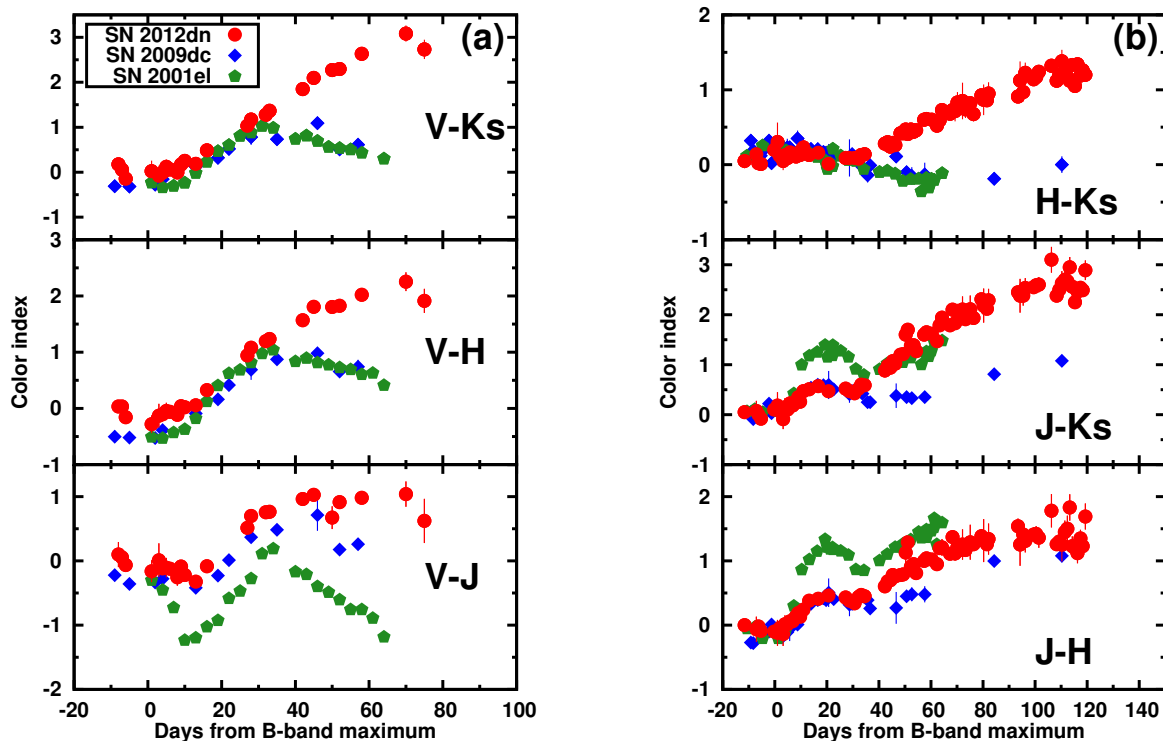 (a)
SN 2012dn
SN 2009dc
SN 2001el
3
2
1
0
-1
V-Ks
3
2
1
0
-1
V-H
Color index
1
0
-1
-2
V-J
-20
0
20
40
60
80
100
Days from B-band maximum
(b)
2
1
0
-1
H-Ks
3
2
1
0
-1
J-Ks
Color index
2
1
0
-1
J-H
-20
0
20
40
60
80
100
120
140
Days from B-band maximum